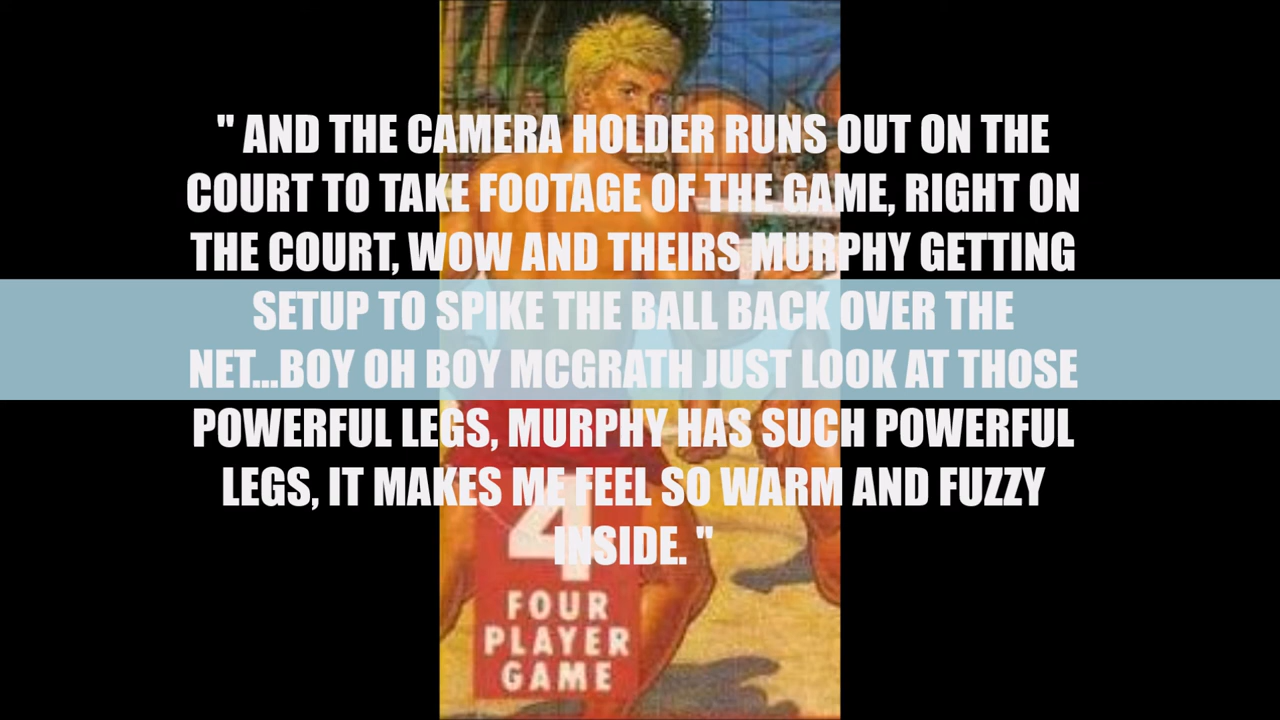 " AND THE CAMERA HOLDER RUNS OUT ON THE
COURT TO TAKE FOOTAGE OF THE GAME, RIGHT ON
THE COURT, WOW AND THEIRS MURPHY GETTING
SETUP TO SPIKE THE BALL BACK OVER THE
NET...BOY OH BOY MCGRATH JUST LOOK AT THOSE
POWERFUL LEGS, MURPHY HAS SUCH POWERFUL
LEGS, IT MAKES ME FEEL SO WARM AND FUZZY
INSIDE. "
4
FOUR
PLAYER
GAME